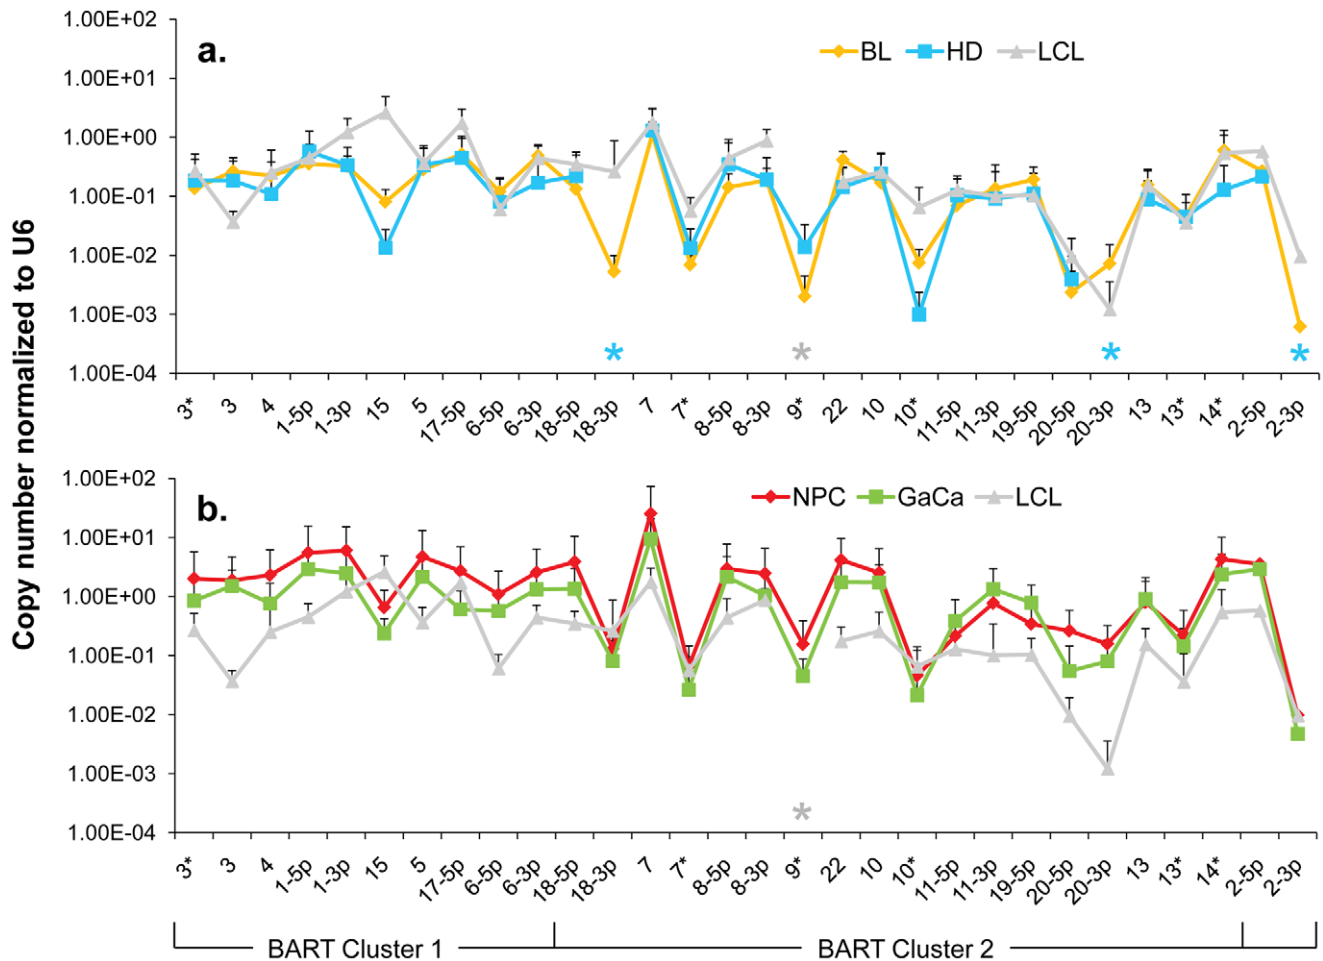 Copy number normalized to U6
a.
BL HD LCL
1.00E+02
1.00E+01
1.00E+00
1.00E-01
1.00E-02
1.00E-03
1.00E-04
* * * *
3* 3 4 1-5p 1-3p 15 5 17-5p 6-5p 6-3p 18-5p 18-3p 7 7* 8-5p 8-3p 9* 22 10 10* 11-5p 11-3p 19-5p 20-5p 20-3p 13 13* 14* 2-5p 2-3p
b.
NPC GaCa LCL
1.00E+02
1.00E+01
1.00E+00
1.00E-01
1.00E-02
1.00E-03
1.00E-04
*
3* 3 4 1-5p 1-3p 15 5 17-5p 6-5p 6-3p 18-5p 18-3p 7 7* 8-5p 8-3p 9* 22 10 10* 11-5p 11-3p 19-5p 20-5p 20-3p 13 13* 14* 2-5p 2-3p
BART Cluster 1 BART Cluster 2